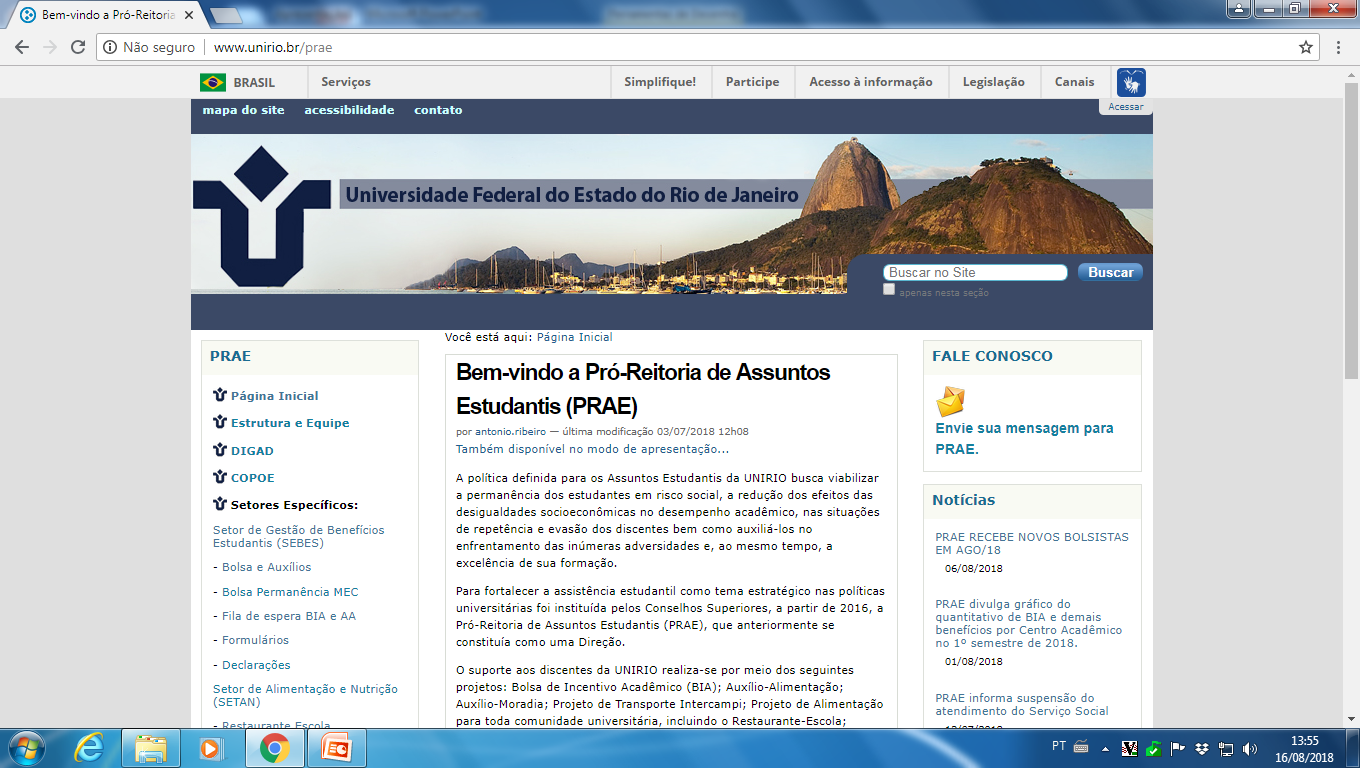 Bem-vindo a Pró-Reitoria
Não seguro
www.unirio.br/prae
BRASIL
Serviços
Simplifique!
Participe
Acesso à informação
Legislação
Canais
Acessar
mapa do site
acessibilidade
contato
Universidade Federal do Estado do Rio de Janeiro
Buscar no Site
Buscar
apenas nesta seção
Você está aqui: Página Inicial
PRAE
Página Inicial
Estrutura e Equipe
DIGAD
COPOE
Setores Específicos:
Setor de Gestão de Benefícios
Estudantis (SEBES)
- Bolsa e Auxílios
- Bolsa Permanência MEC
- Fila de espera BIA e AA
- Formulários
- Declarações
Setor de Alimentação e Nutrição
(SETAN)
- Restaurante Escola
Bem-vindo a Pró-Reitoria de Assuntos
Estudantis (PRAE)
por antonio.ribeiro — última modificação 03/07/2018 12h08
Também disponível no modo de apresentação...
A política definida para os Assuntos Estudantis da UNIRIO busca viabilizar
a permanência dos estudantes em risco social, a redução dos efeitos das
desigualdades socioeconômicas no desempenho acadêmico, nas situações
de repetência e evasão dos discentes bem como auxiliá-los no
enfrentamento das inúmeras adversidades e, ao mesmo tempo, a
excelência de sua formação.
Para fortalecer a assistência estudantil como tema estratégico nas políticas
universitárias foi instituída pelos Conselhos Superiores, a partir de 2016, a
Pró-Reitoria de Assuntos Estudantis (PRAE), que anteriormente se
constituía como uma Direção.
O suporte aos discentes da UNIRIO realiza-se por meio dos seguintes
projetos: Bolsa de Incentivo Acadêmico (BIA); Auxílio-Alimentação;
Auxílio-Moradia; Projeto de Transporte Intercampi; Projeto de Alimentação
para toda comunidade universitária, incluindo o Restaurante-Escola;
FALE CONOSCO
Envie sua mensagem para
PRAE.
Notícias
PRAE RECEBE NOVOS BOLSISTAS
EM AGO/18
06/08/2018
PRAE divulga gráfico do
quantitativo de BIA e demais
benefícios por Centro Acadêmico
no 1º semestre de 2018.
01/08/2018
PRAE informa suspensão do
atendimento do Serviço Social
PT
13:55
16/08/2018